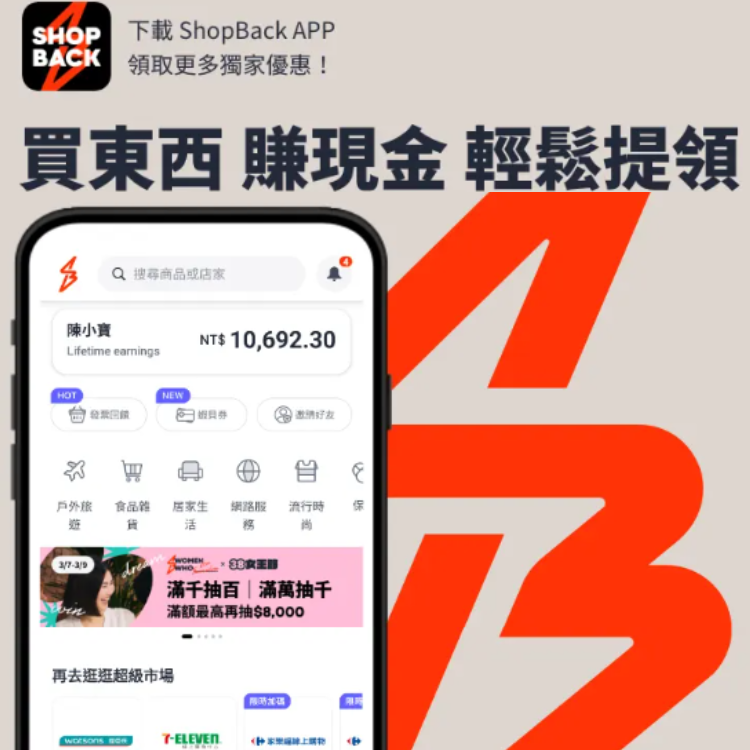 SHOP
BACK
下載 ShopBack APP
領取更多獨家優惠！
買東西 賺現金 輕鬆提領
搜尋商品或店家
4
陳小寶
Lifetime earnings
NT$ 10,692.30
HOT
NEW
發票回饋
蝦貝券
邀請好友
戶外旅
遊
食品雜
貨
居家生
活
網路服
務
流行時
尚
保
3/7-3/9
dream
win
WOMEN
WHO
× 38女王節
滿千抽百｜滿萬抽千
滿額最高再抽$8,000
再去逛逛超級市場
限時加碼
限時
watsons 屈臣氏
7-ELEVEN
家樂福線上購物